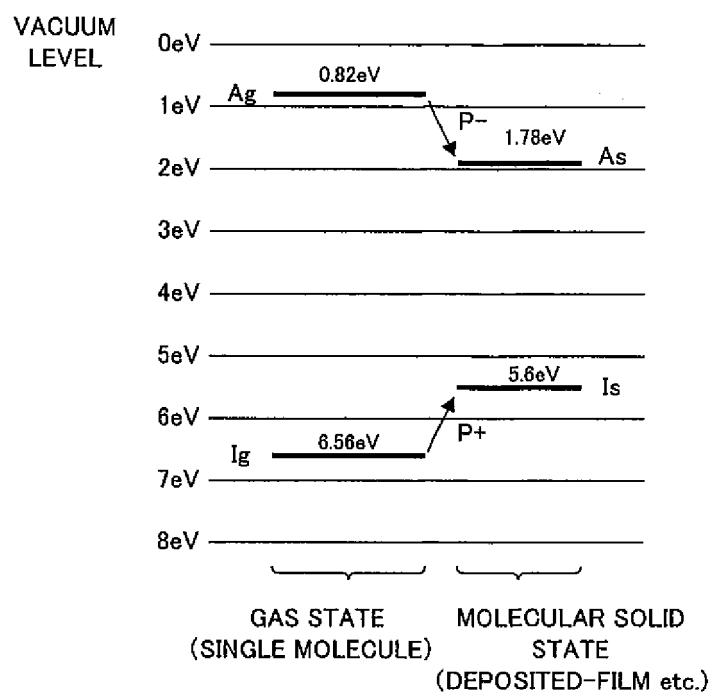 VACUUM
LEVEL
0eV
0.82eV
Ag
1eV
P-
1.78eV
As
2eV
3eV
4eV
5eV
5.6eV
Is
6eV
P+
6.56eV
Ig
7eV
8eV
GAS STATE
(SINGLE MOLECULE)
MOLECULAR SOLID
STATE
(DEPOSITED-FILM etc.)